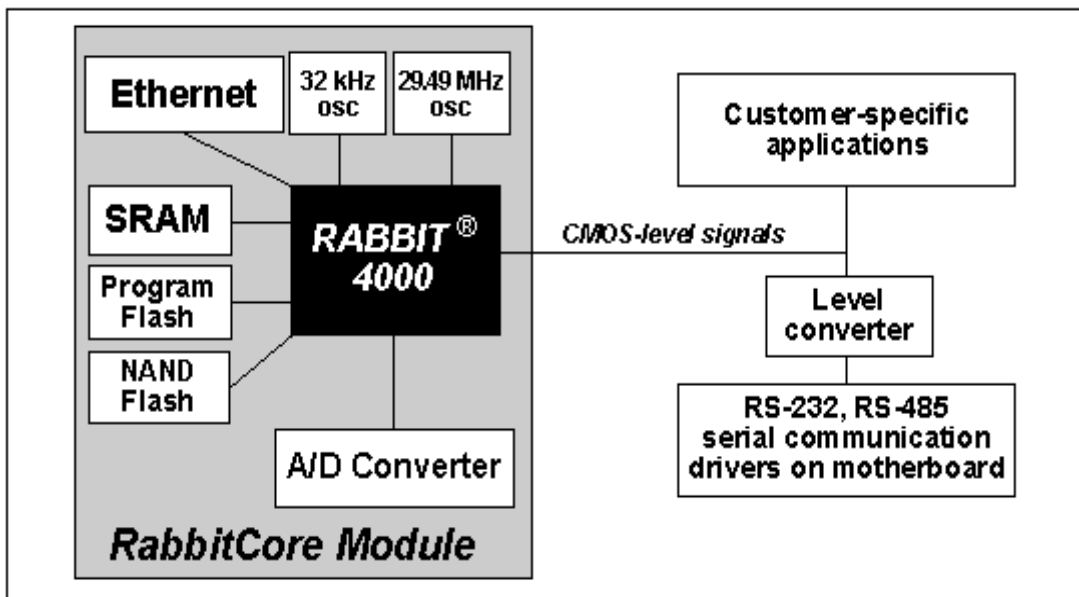 Ethernet
32 kHz
osc
29.49 MHz
osc
SRAM
Program
Flash
NAND
Flash
RABBIT ®
4000
A/D Converter
RabbitCore Module
CMOS-level signals
Customer-specific
applications
Level
converter
RS-232, RS-485
serial communication
drivers on motherboard